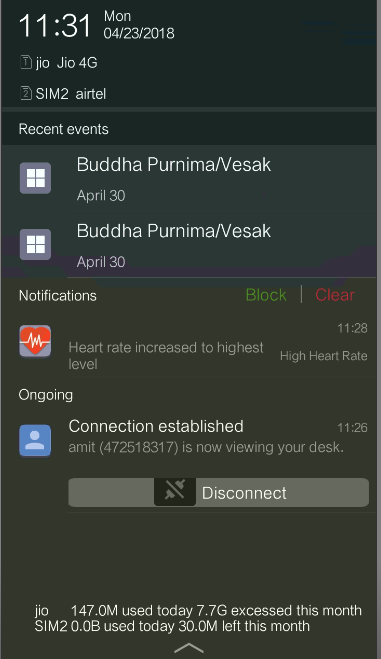 11:31 Mon
04/23/2018
1 jio Jio 4G
2 SIM2 airtel
Recent events
Buddha Purnima/Vesak
April 30
Buddha Purnima/Vesak
April 30
Notifications Block | Clear
11:28
Heart rate increased to highest High Heart Rate
level
Ongoing
Connection established 11:26
amit (472518317) is now viewing your desk.
Disconnect
jio 147.0M used today 7.7G excessed this month
SIM2 0.0B used today 30.0M left this month